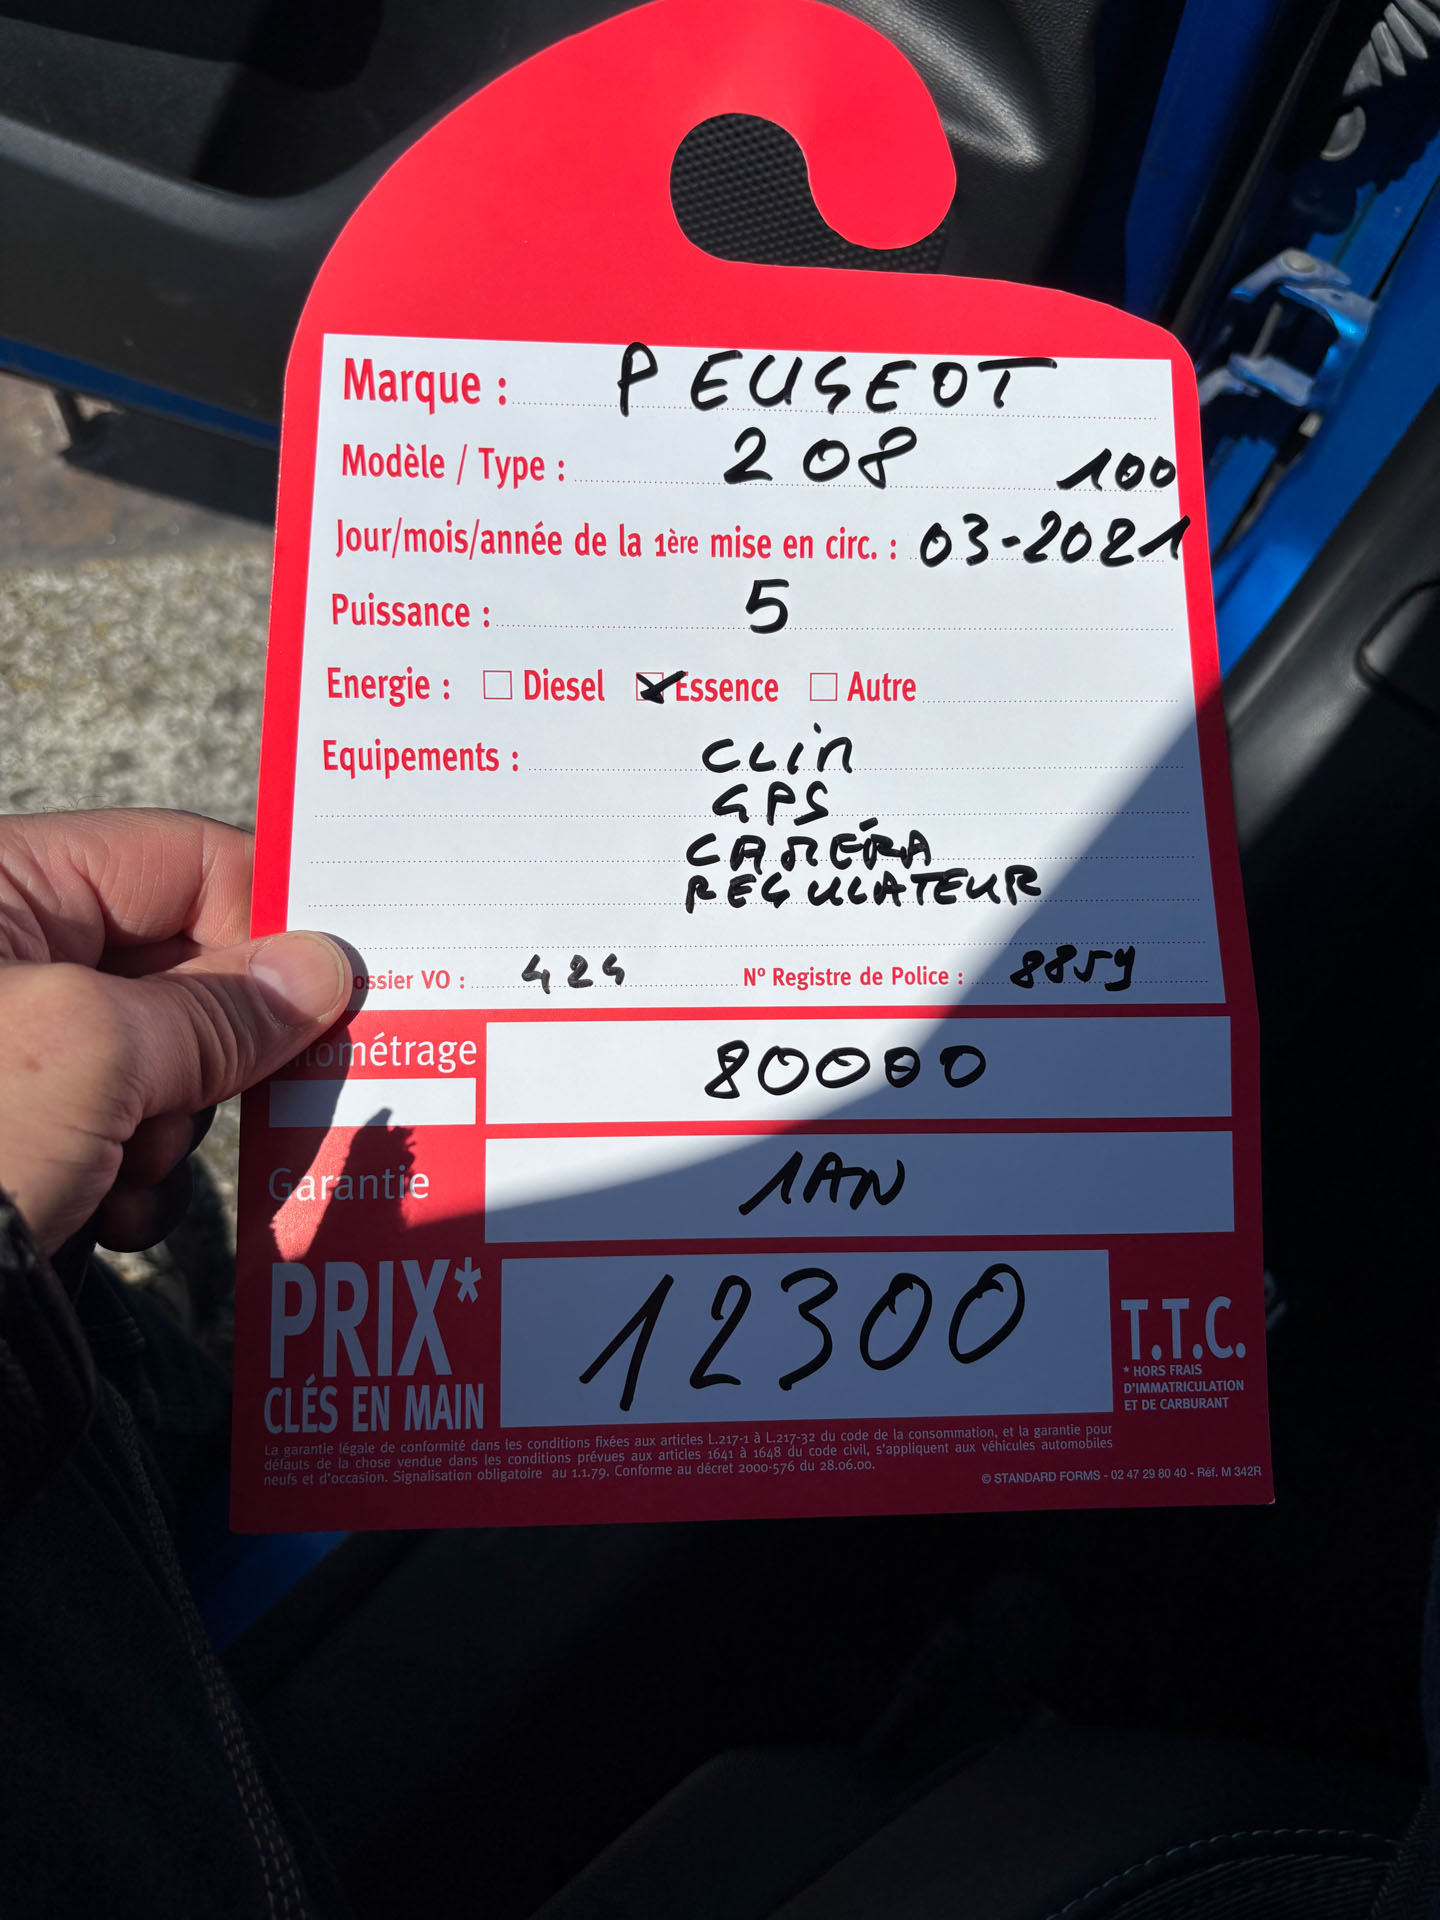 Marque : PEUGEOT
Modèle / Type : 208 100
Jour/mois/année de la 1ère mise en circ. : 03-2021
Puissance : 5
Energie : Diesel Essence Autre
Equipements : CLIM
GPS
CAMÉRA
REGULATEUR
ossier VO : 424 Nº Registre de Police : 8859
ométrage 80000
Garantie 1AN
PRIX* 12300 T.T.C.
CLÉS EN MAIN
* HORS FRAIS
D'IMMATRICULATION
ET DE CARBURANT
La garantie légale de conformité dans les conditions fixées aux articles L.217-1 à L.217-32 du code de la consommation, et la garantie pour
défauts de la chose vendue dans les conditions prévues aux articles 1641 à 1648 du code civil, s'appliquent aux véhicules automobiles
neufs et d'occasion. Signalisation obligatoire au 1.1.79. Conforme au décret 2000-576 du 28.06.00.
© STANDARD FORMS - 02 47 29 80 40 - Réf. M 342R